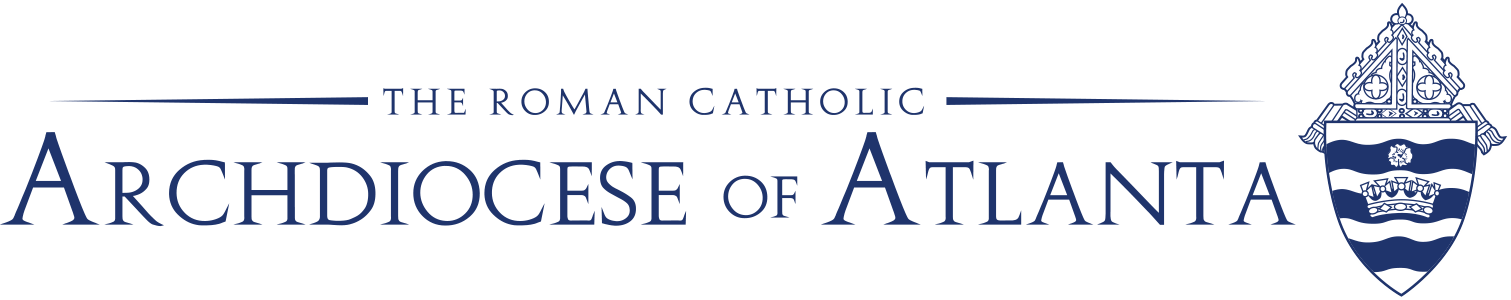 THE ROMAN CATHOLIC
ARCHDIOCESE OF ATLANTA